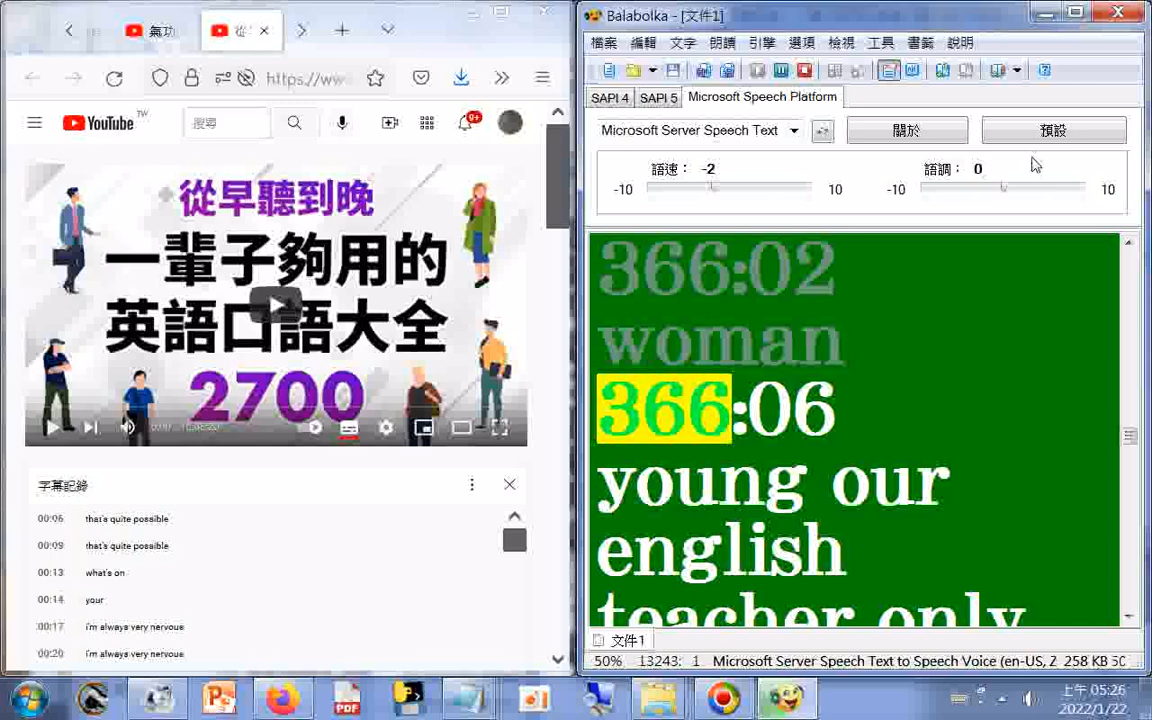 氣功
從
https://ww
YouTube TW
搜尋
9+
從早聽到晚
一輩子夠用的
英語口語大全
2700
字幕記錄
00:06 that's quite possible
00:09 that's quite possible
00:13 what's on
00:14 your
00:17 i'm always very nervous
00:20 i'm always very nervous
Balabolka - [文件1]
檔案 編輯 文字 朗讀 引擎 選項 檢視 工具 書籤 說明
SAPI 4 SAPI 5 Microsoft Speech Platform
Microsoft Server Speech Text 關於 預設
語速： -2 語調： 0
-10 10 -10 10
366:02
woman
366:06
young our
english
teacher only
文件1
50% 13243: 1 Microsoft Server Speech Text to Speech Voice (en-US, Z 258 KB
PDF
上午 05:26
2022/1/22